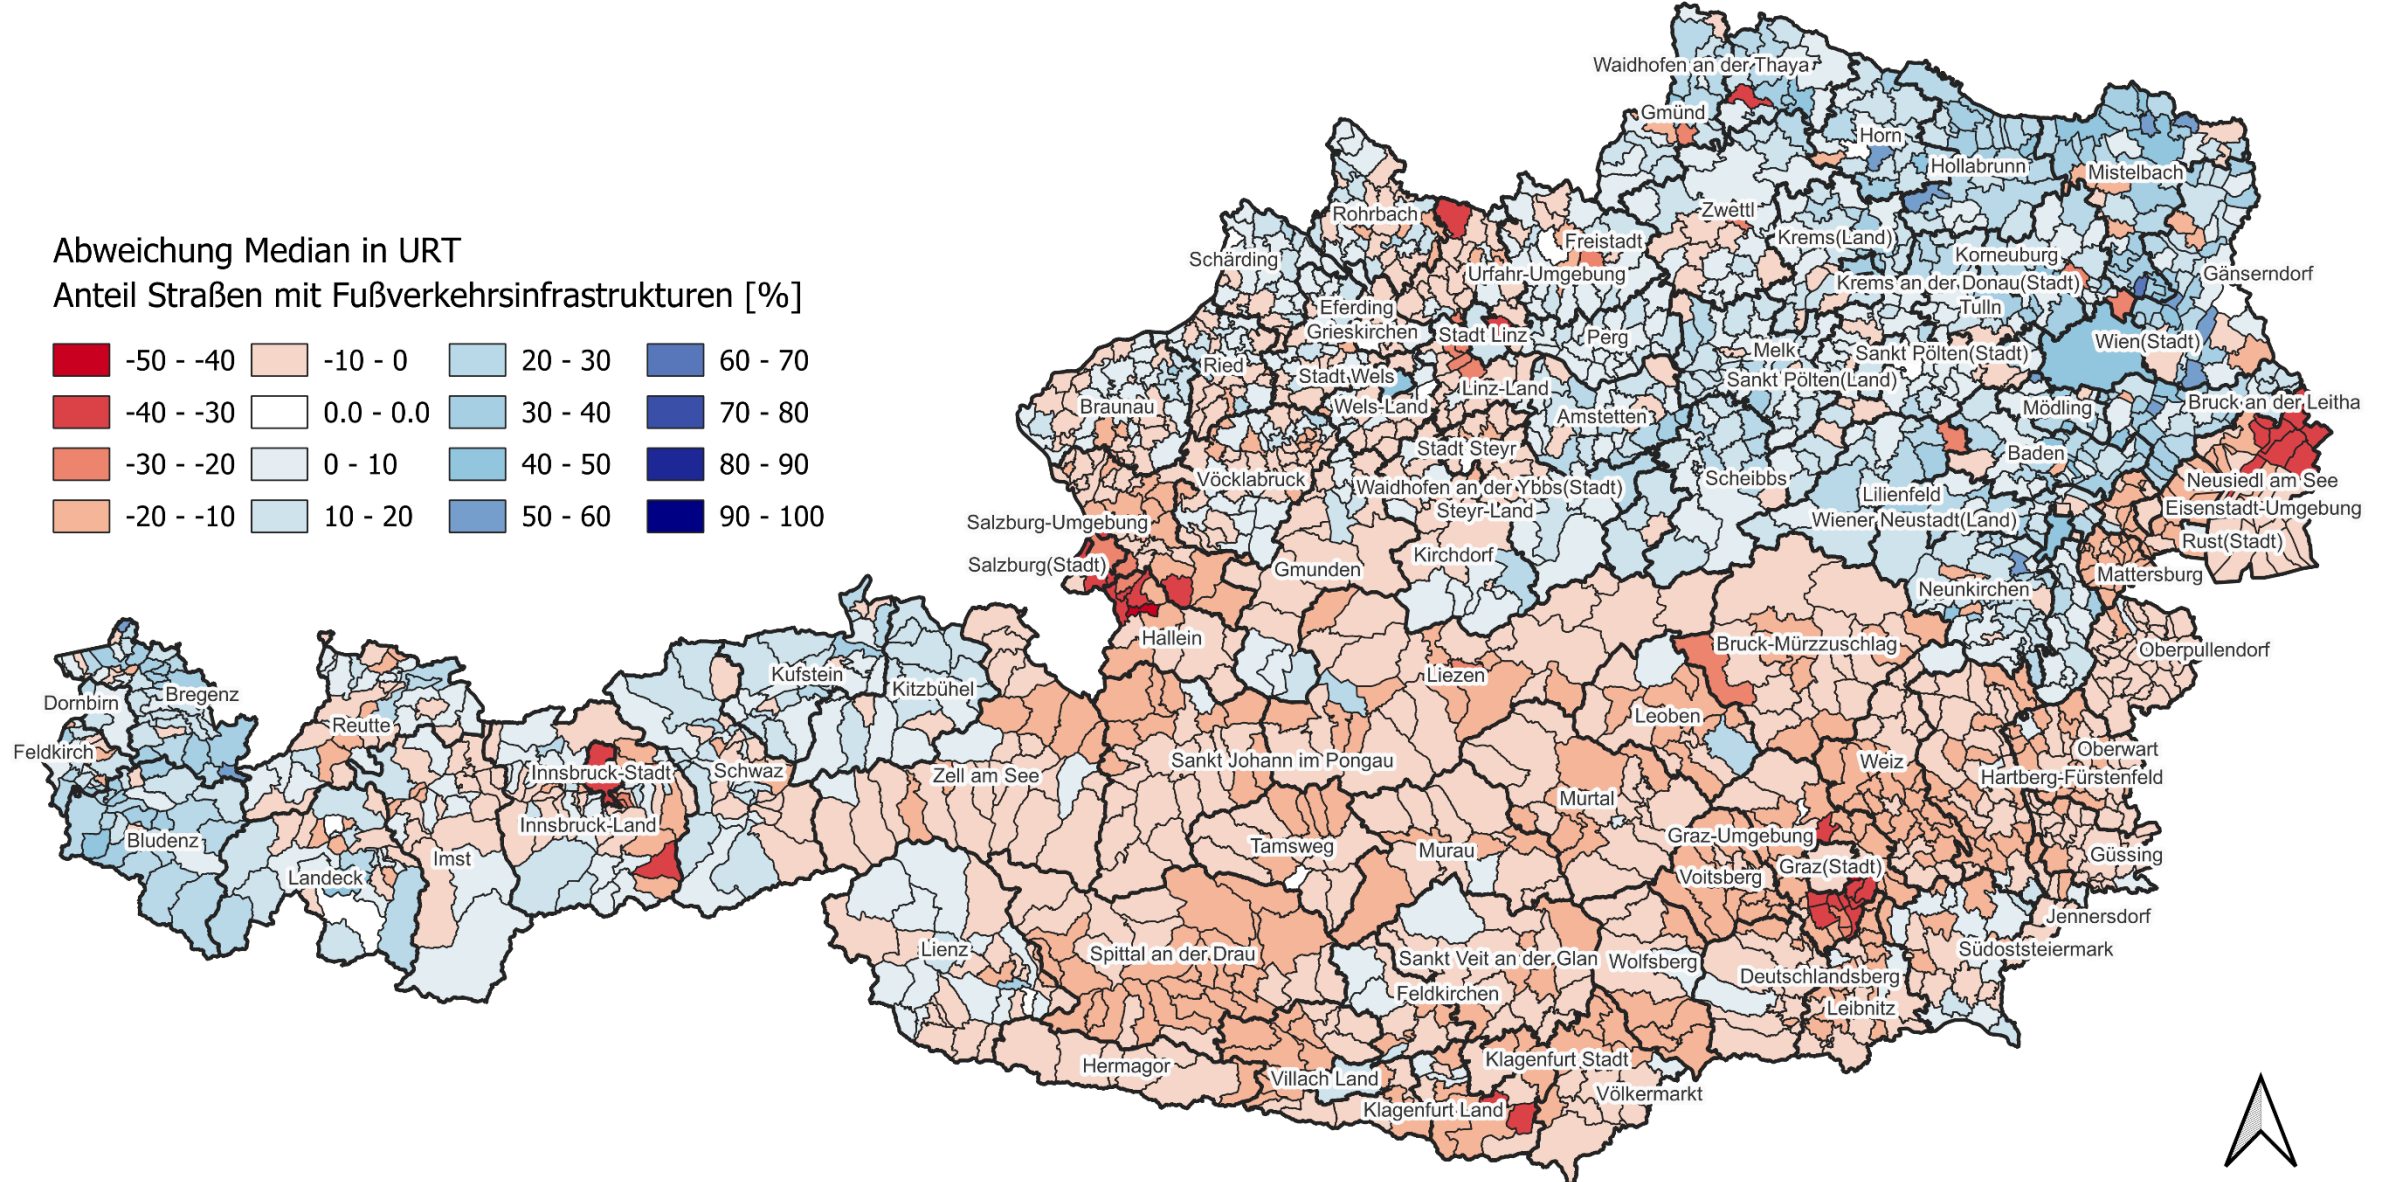 Abweichung Median in URT
Anteil Straßen mit Fußverkehrsinfrastrukturen [%]
-50 - -40
-10 - 0
20 - 30
60 - 70
-40 - -30
0.0 - 0.0
30 - 40
70 - 80
-30 - -20
0 - 10
40 - 50
80 - 90
-20 - -10
10 - 20
50 - 60
90 - 100
Waidhofen an der Thaya
Gmünd
Horn
Hollabrunn
Mistelbach
Zwettl
Rohrbach
Krems(Land)
Freistadt
Schärding
Korneuburg
Urfahr-Umgebung
Gänserndorf
Krems an der Donau(Stadt)
Eferding
Tulln
Grieskirchen
Stadt Linz
Perg
Wien(Stadt)
Melk
Sankt Pölten(Stadt)
Ried
Stadt Wels
Sankt Pölten(Land)
Linz-Land
Bruck an der Leitha
Braunau
Wels-Land
Mödling
Amstetten
Stadt Steyr
Baden
Vöcklabruck
Scheibbs
Neusiedl am See
Waidhofen an der Ybbs(Stadt)
Lilienfeld
Steyr-Land
Eisenstadt-Umgebung
Salzburg-Umgebung
Wiener Neustadt(Land)
Rust(Stadt)
Kirchdorf
Salzburg(Stadt)
Gmunden
Mattersburg
Neunkirchen
Hallein
Bruck-Mürzzuschlag
Oberpullendorf
Kufstein
Liezen
Kitzbühel
Bregenz
Dornbirn
Leoben
Reutte
Oberwart
Feldkirch
Sankt Johann im Pongau
Weiz
Innsbruck-Stadt
Schwaz
Zell am See
Hartberg-Fürstenfeld
Murtal
Innsbruck-Land
Graz-Umgebung
Bludenz
Tamsweg
Murau
Imst
Güssing
Graz(Stadt)
Landeck
Voitsberg
Jennersdorf
Lienz
Spittal an der Drau
Sankt Veit an der Glan
Wolfsberg
Südoststeiermark
Deutschlandsberg
Feldkirchen
Leibnitz
Hermagor
Klagenfurt Stadt
Villach Land
Völkermarkt
Klagenfurt Land